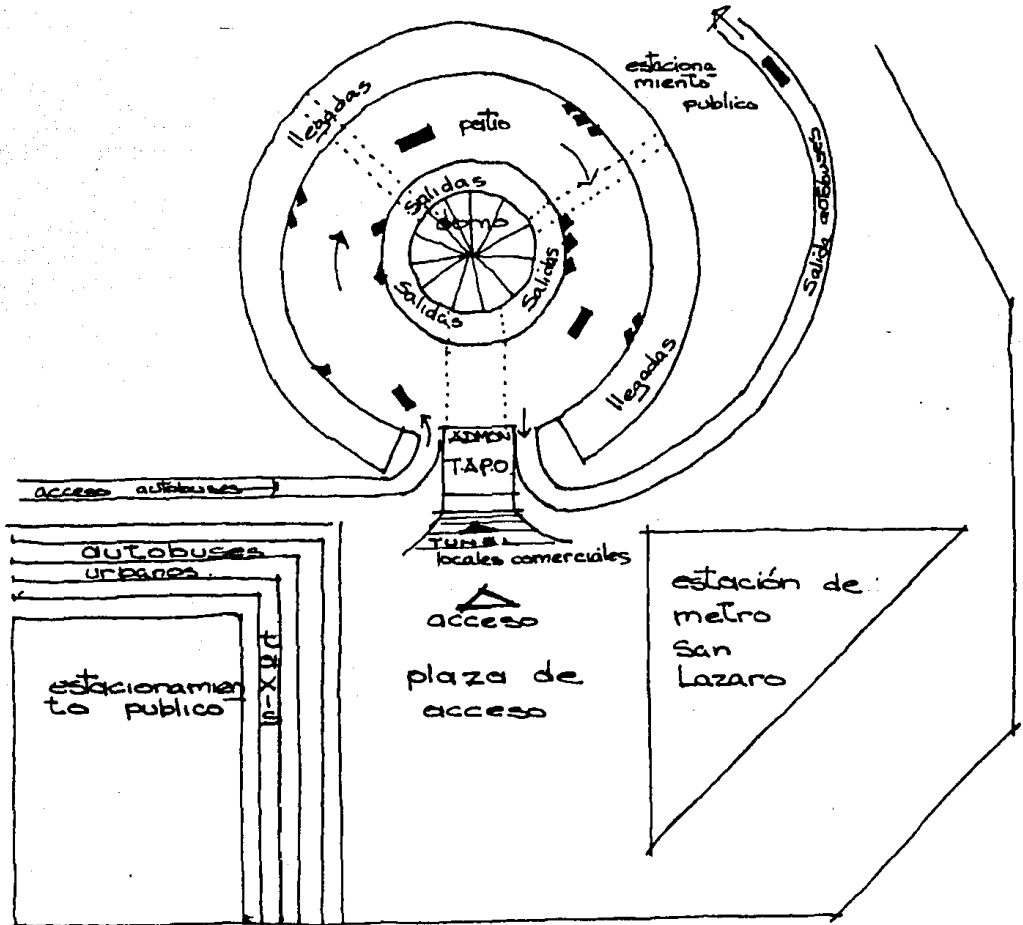 estaciona
miento
publico
llegadas
patio
salidas
domo
salidas
salidas
salida autobuses
llegadas
ADMON
T.A.P.O.
acceso autobuses
TUNEL
locales comerciales
autobuses
urbanos
acceso
estación de
metro
San
Lazaro
TAXIS
plaza de
acceso
estacionamien
to publico